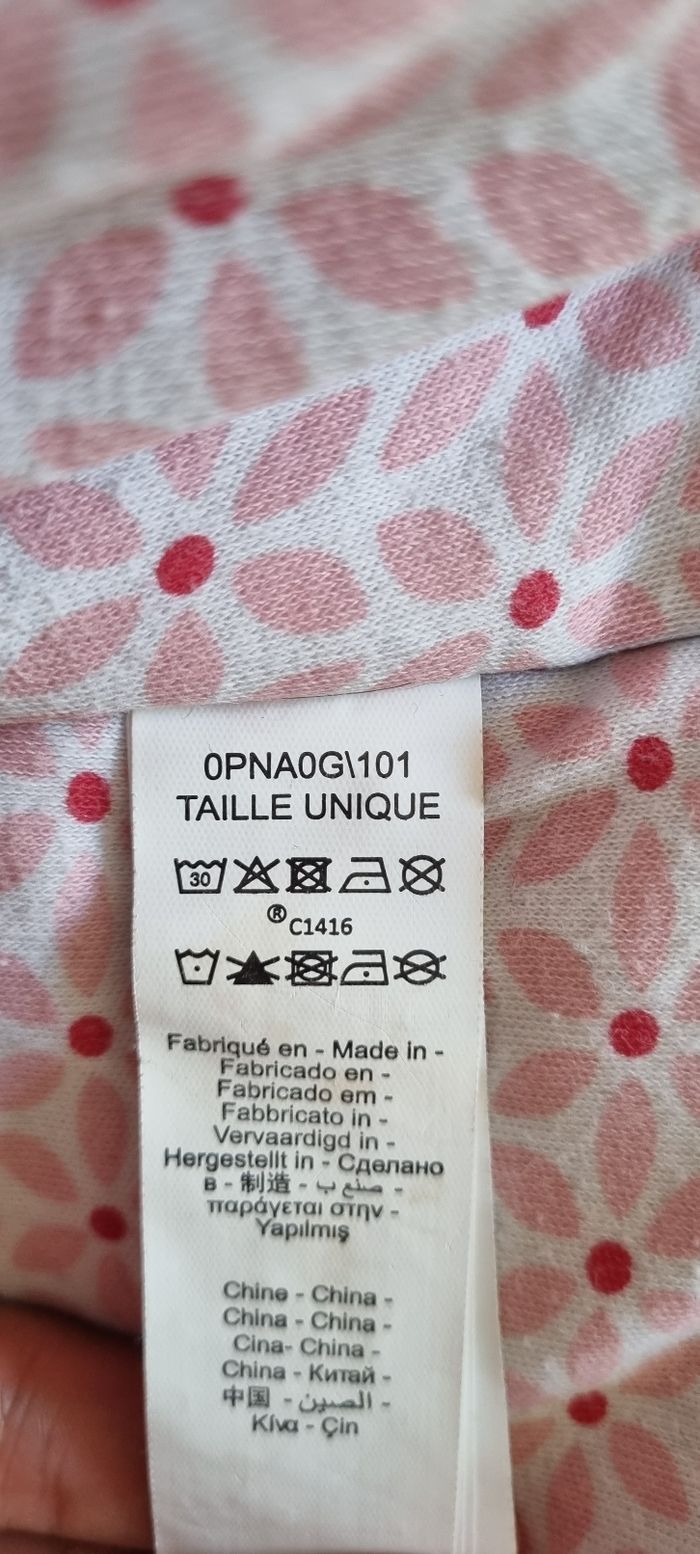 0PNA0G\101
TAILLE UNIQUE
30
® C1416
Fabriqué en - Made in -
Fabricado en -
Fabricado em -
Fabbricato in -
Vervaardigd in -
Hergestellt in - Сделано
в - 制造 - صنع ب -
παράγεται στην -
Yapılmış
Chine - China -
China - China -
Cina- China -
China - Китай -
中国 - الصين -
Κίνα - Çin